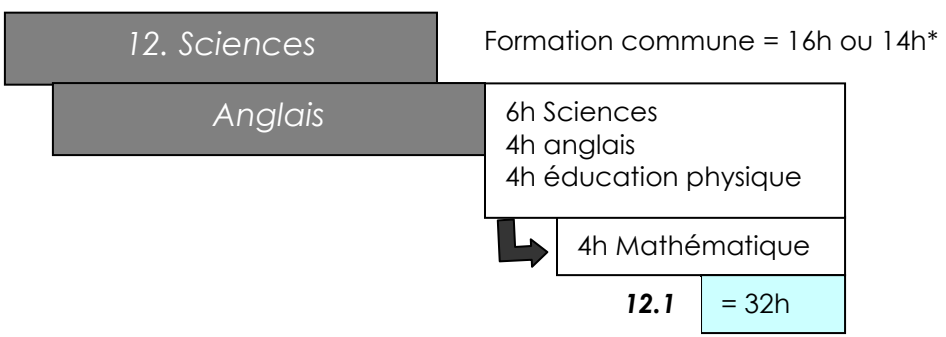 12. Sciences
Formation commune = 16h ou 14h*
Anglais
6h Sciences
4h anglais
4h éducation physique
4h Mathématique
12.1 = 32h